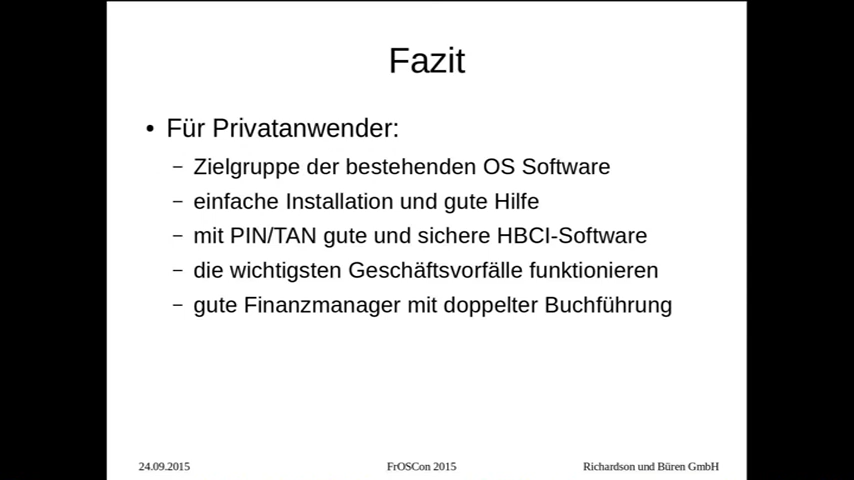 Fazit
• Für Privatanwender:
– Zielgruppe der bestehenden OS Software
– einfache Installation und gute Hilfe
– mit PIN/TAN gute und sichere HBCI-Software
– die wichtigsten Geschäftsvorfälle funktionieren
– gute Finanzmanager mit doppelter Buchführung
24.09.2015 FrOSCon 2015 Richardson und Büren GmbH